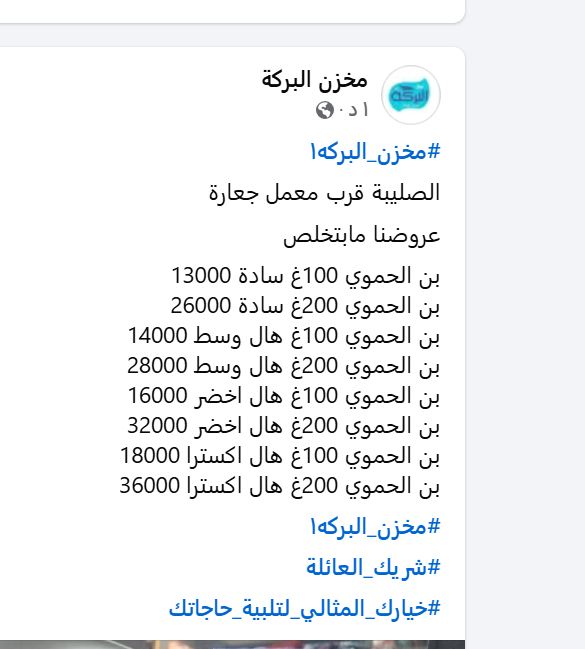 مخزن البركة
البركة
١ د ·
#مخزن_البركه١
الصليبة قرب معمل جعارة
عروضنا مابتخلص
بن الحموي 100غ سادة 13000
بن الحموي 200غ سادة 26000
بن الحموي 100غ هال وسط 14000
بن الحموي 200غ هال وسط 28000
بن الحموي 100غ هال اخضر 16000
بن الحموي 200غ هال اخضر 32000
بن الحموي 100غ هال اكسترا 18000
بن الحموي 200غ هال اكسترا 36000
#مخزن_البركه١
#شريك_العائلة
#خيارك_المثالي_لتلبية_حاجاتك